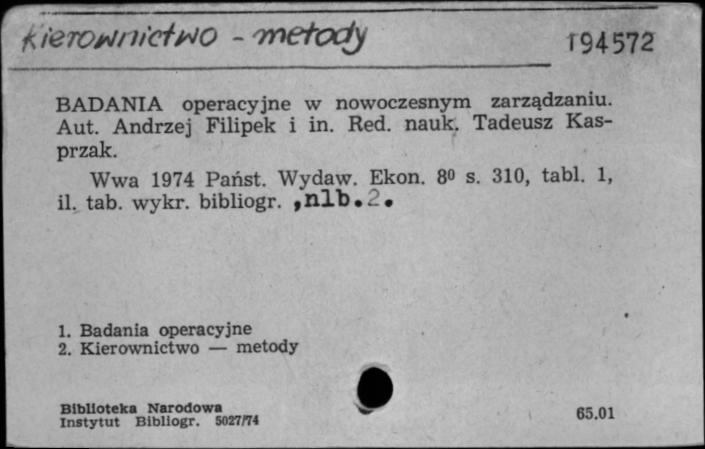 kierownictwo - metody
194572
BADANIA operacyjne w nowoczesnym zarządzaniu.
Aut. Andrzej Filipek i in. Red. nauk. Tadeusz Kas-
przak.
Wwa 1974 Państ. Wydaw. Ekon. 8⁰ s. 310, tabl. 1,
il. tab. wykr. bibliogr. ,nlb.2.
1. Badania operacyjne
2. Kierownictwo — metody
Biblioteka Narodowa
Instytut Bibliogr. 5027/74
65.01